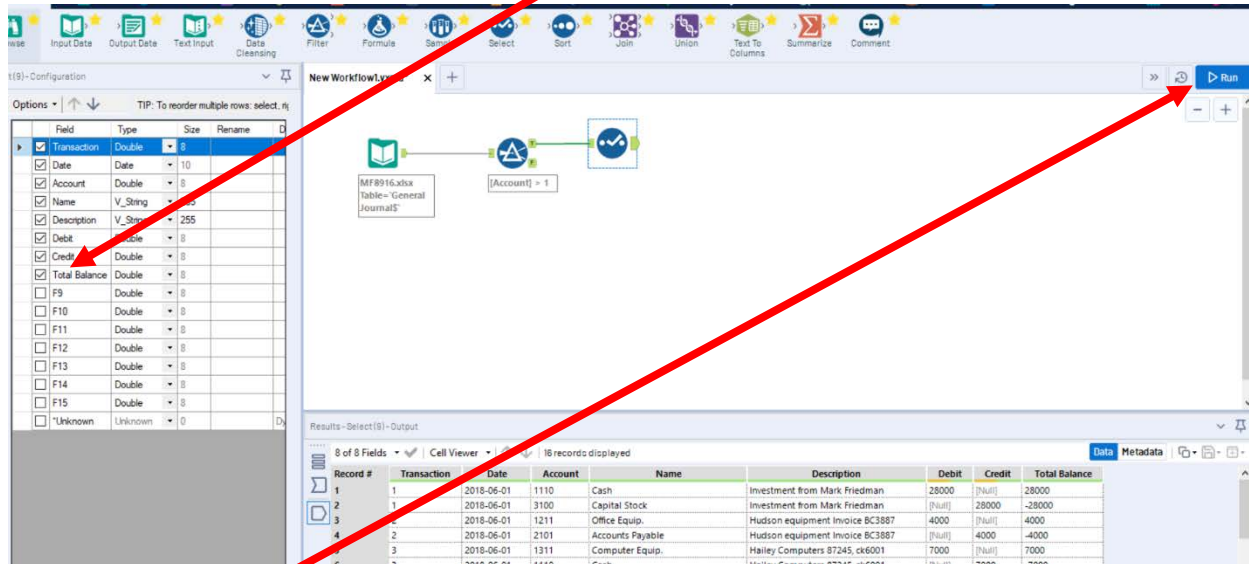 Input Data Output Data Text Input Data Cleansing Filter Formula Select Sort Join Union Text To Columns Summarize Comment
- Configuration
New Workflow1
Run
Options TIP: To reorder multiple rows: select,
Field Type Size Rename
Transaction Double 8
Date Date 10
Account Double 8
Name V_String
Description V_String 255
Debit Double 8
Credit Double 8
Total Balance Double 8
F9 Double 8
F10 Double 8
F11 Double 8
F12 Double 8
F13 Double 8
F14 Double 8
F15 Double 8
*Unknown Unknown 0
MF8916.xlsx
Table='General
Journal$'
[Account] > 1
Results - Select (9) - Output
8 of 8 Fields Cell Viewer records displayed Data Metadata
Record # Transaction Date Account Name Description Debit Credit Total Balance
1 1 2018-06-01 1110 Cash Investment from Mark Friedman 28000 [Null] 28000
2 1 2018-06-01 3100 Capital Stock Investment from Mark Friedman [Null] 28000 -28000
3 2 2018-06-01 1211 Office Equip. Hudson equipment Invoice BC3887 4000 [Null] 4000
4 2 2018-06-01 2101 Accounts Payable Hudson equipment Invoice BC3887 [Null] 4000 -4000
3 2018-06-01 1311 Computer Equip. Hailey Computers 87245, ck6001 7000 [Null] 7000